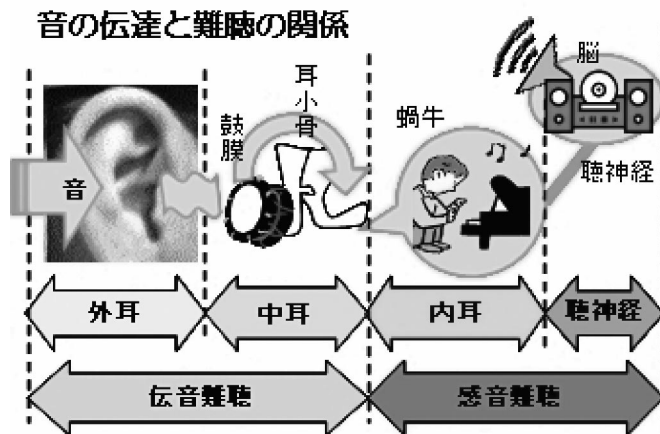 音の伝達と難聴の関係
音
鼓膜
耳小骨
蝸牛
脳
聴神経
外耳
中耳
内耳
聴神経
伝音難聴
感音難聴